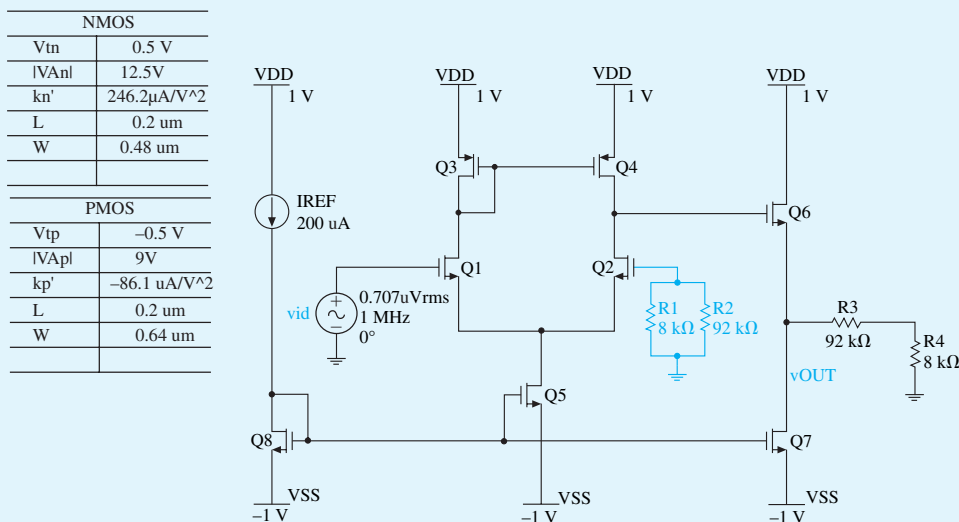 NMOS
Vtn 0.5 V
|VAn| 12.5V
kn' 246.2µA/V^2
L 0.2 um
W 0.48 um
PMOS
Vtp –0.5 V
|VAp| 9V
kp' –86.1 uA/V^2
L 0.2 um
W 0.64 um
VDD
1 V
VDD
1 V
VDD
1 V
VDD
1 V
Q3
Q4
IREF
200 uA
Q6
Q1
Q2
vid
0.707uVrms
1 MHz
0°
R1
8 kΩ
R2
92 kΩ
R3
92 kΩ
R4
8 kΩ
vOUT
Q5
Q8
Q7
VSS
–1 V
VSS
–1 V
VSS
–1 V